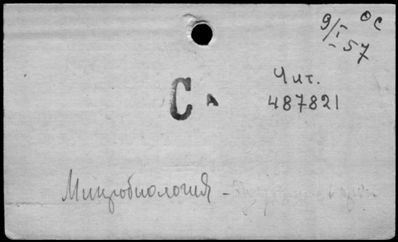 9/I-57 ОС
Чит.
487821
С А
Микробиология -